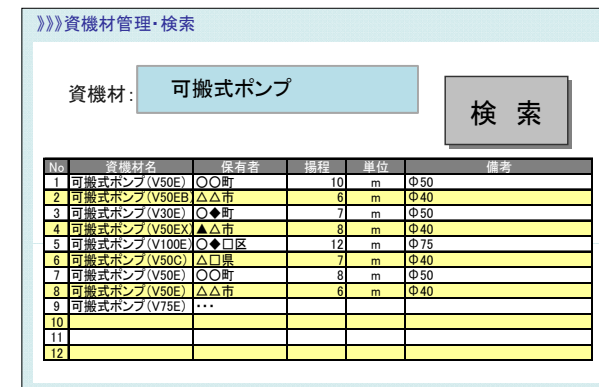 》》》資機材管理・検索
資機材: 可搬式ポンプ
検 索
No 資機材名 保有者 揚程 単位 備考
1 可搬式ポンプ(V50E) 〇〇町 10 m Φ50
2 可搬式ポンプ(V50EB) △△市 6 m Φ40
3 可搬式ポンプ(V30E) 〇◆町 7 m Φ50
4 可搬式ポンプ(V50EX) ▲△市 8 m Φ40
5 可搬式ポンプ(V100E) 〇◆□区 12 m Φ75
6 可搬式ポンプ(V50C) △□県 7 m Φ40
7 可搬式ポンプ(V50E) 〇〇町 8 m Φ50
8 可搬式ポンプ(V50E) △△市 6 m Φ40
9 可搬式ポンプ(V75E) ・・・
10
11
12